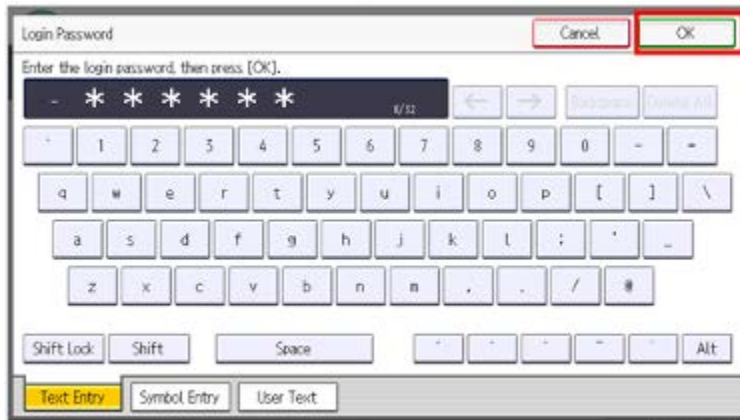 Login Password Cancel OK
Enter the login password, then press [OK].
- ****** 0/32 ← → Backspace Delete All
` 1 2 3 4 5 6 7 8 9 0 - =
q w e r t y u i o p [ ] \
a s d f g h j k l ; ' _
z x c v b n m , . / @
Shift Lock Shift Space Alt
Text Entry Symbol Entry User Text